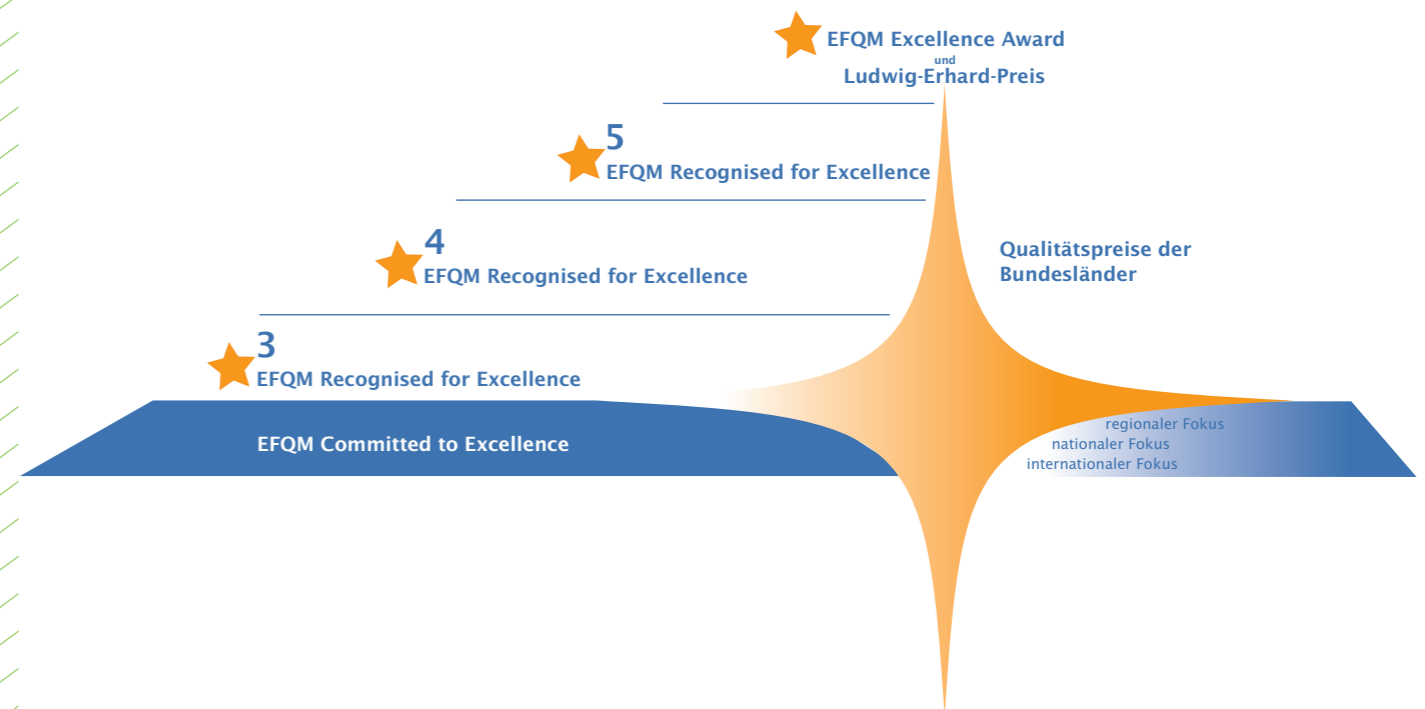 EFQM Excellence Award
und
Ludwig-Erhard-Preis
5
EFQM Recognised for Excellence
4
EFQM Recognised for Excellence
Qualitätspreise der
Bundesländer
3
EFQM Recognised for Excellence
EFQM Committed to Excellence
regionaler Fokus
nationaler Fokus
internationaler Fokus